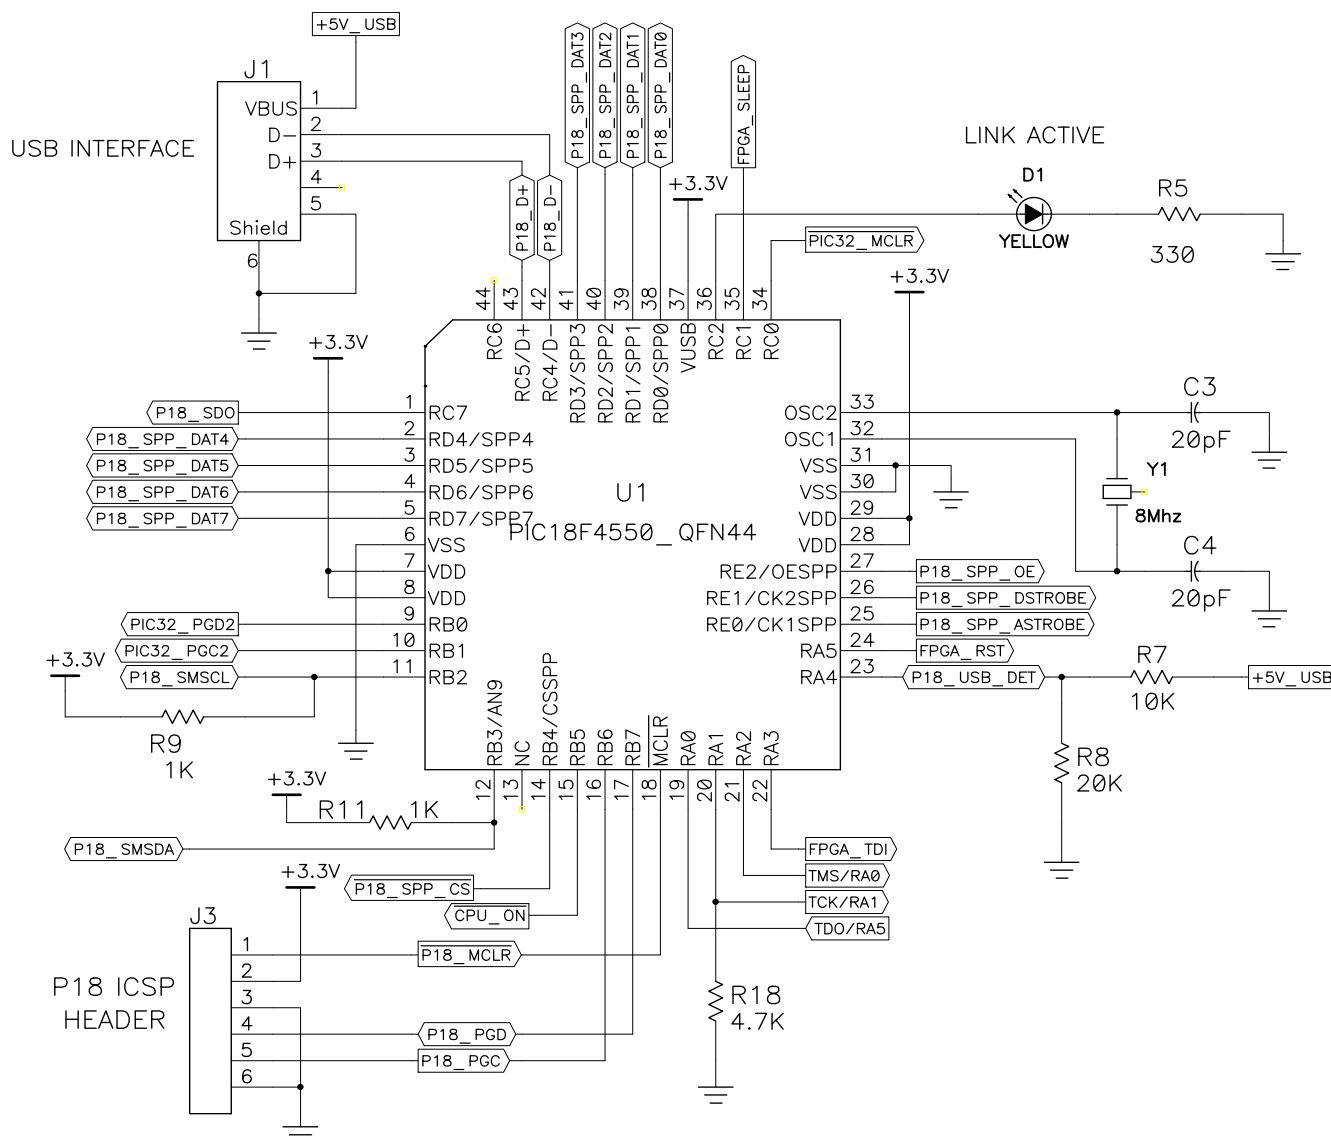 +5V_USB
J1
USB INTERFACE
VBUS 1
D- 2
D+ 3
4
5
Shield
6
P18_D+
P18_D-
P18_SPP_DAT3
P18_SPP_DAT2
P18_SPP_DAT1
P18_SPP_DAT0
+3.3V
FPGA_SLEEP
PIC32_MCLR
LINK ACTIVE
D1
YELLOW
R5
330
+3.3V
+3.3V
44 RC6
43 RC5/D+
42 RC4/D-
41 RD3/SPP3
40 RD2/SPP2
39 RD1/SPP1
38 RD0/SPP0
37 VUSB
36 RC2
35 RC1
34 RC0
P18_SDO 1 RC7
P18_SPP_DAT4 2 RD4/SPP4
P18_SPP_DAT5 3 RD5/SPP5
P18_SPP_DAT6 4 RD6/SPP6
P18_SPP_DAT7 5 RD7/SPP7
6 VSS
7 VDD
8 VDD
PIC32_PGD2 9 RB0
PIC32_PGC2 10 RB1
P18_SMSCL 11 RB2
+3.3V
R9
1K
U1
PIC18F4550_QFN44
OSC2 33
OSC1 32
VSS 31
VSS 30
VDD 29
VDD 28
RE2/OESPP 27 P18_SPP_OE
RE1/CK2SPP 26 P18_SPP_DSTROBE
RE0/CK1SPP 25 P18_SPP_ASTROBE
RA5 24 FPGA_RST
RA4 23 P18_USB_DET
C3
20pF
Y1
8Mhz
C4
20pF
R7
10K
+5V_USB
R8
20K
RB3/AN9 12
NC 13
RB4/CSSPP 14
RB5 15
RB6 16
RB7 17
MCLR 18
RA0 19
RA1 20
RA2 21
RA3 22
+3.3V
R11 1K
P18_SMSDA
P18_SPP_CS
CPU_ON
FPGA_TDI
TMS/RA0
TCK/RA1
TDO/RA5
R18
4.7K
+3.3V
J3
P18 ICSP
HEADER
1 P18_MCLR
2
3
4 P18_PGD
5 P18_PGC
6